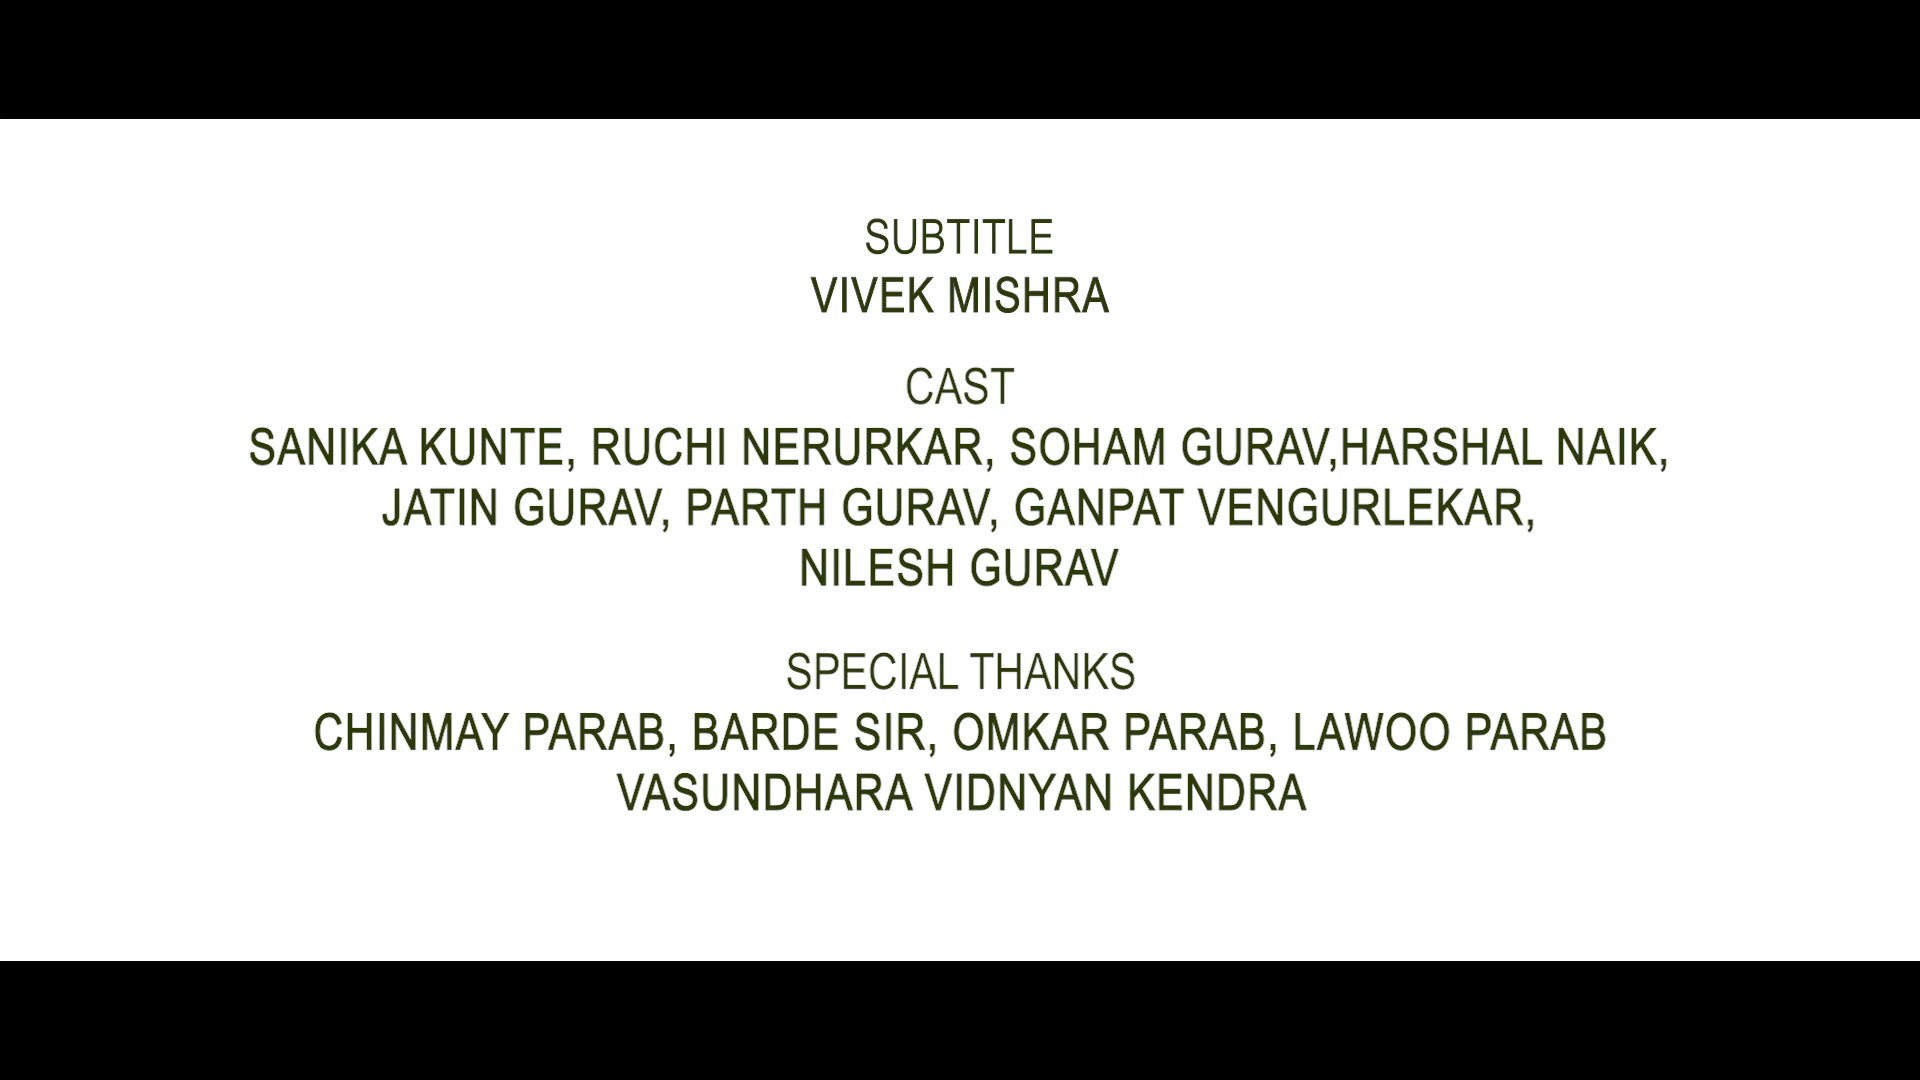 SUBTITLE
VIVEK MISHRA
CAST
SANIKA KUNTE, RUCHI NERURKAR, SOHAM GURAV,HARSHAL NAIK,
JATIN GURAV, PARTH GURAV, GANPAT VENGURLEKAR,
NILESH GURAV
SPECIAL THANKS
CHINMAY PARAB, BARDE SIR, OMKAR PARAB, LAWOO PARAB
VASUNDHARA VIDNYAN KENDRA